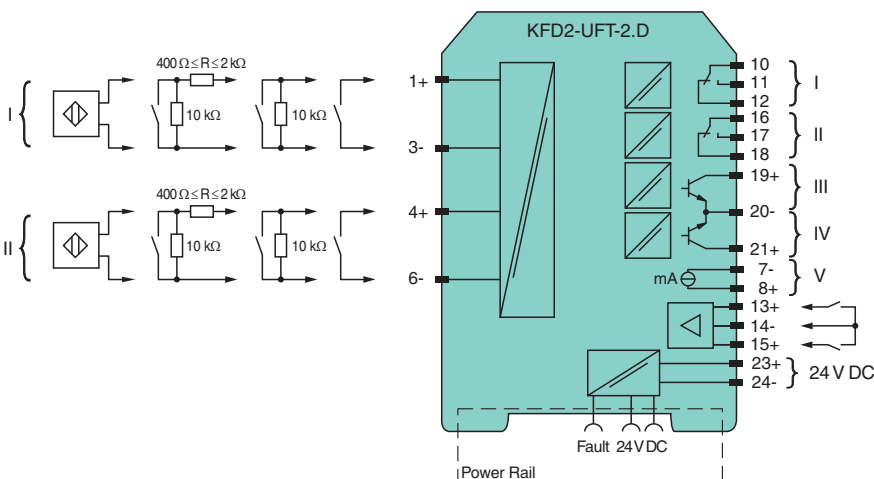 KFD2-UFT-2.D
I
400 Ω ≤ R ≤ 2 kΩ
10 kΩ
10 kΩ
II
400 Ω ≤ R ≤ 2 kΩ
10 kΩ
10 kΩ
1+
3-
4+
6-
10
11
12
I
16
17
18
II
19+
20-
III
21+
IV
mA
7-
8+
V
13+
14-
15+
23+
24-
24 V DC
Fault 24 V DC
Power Rail